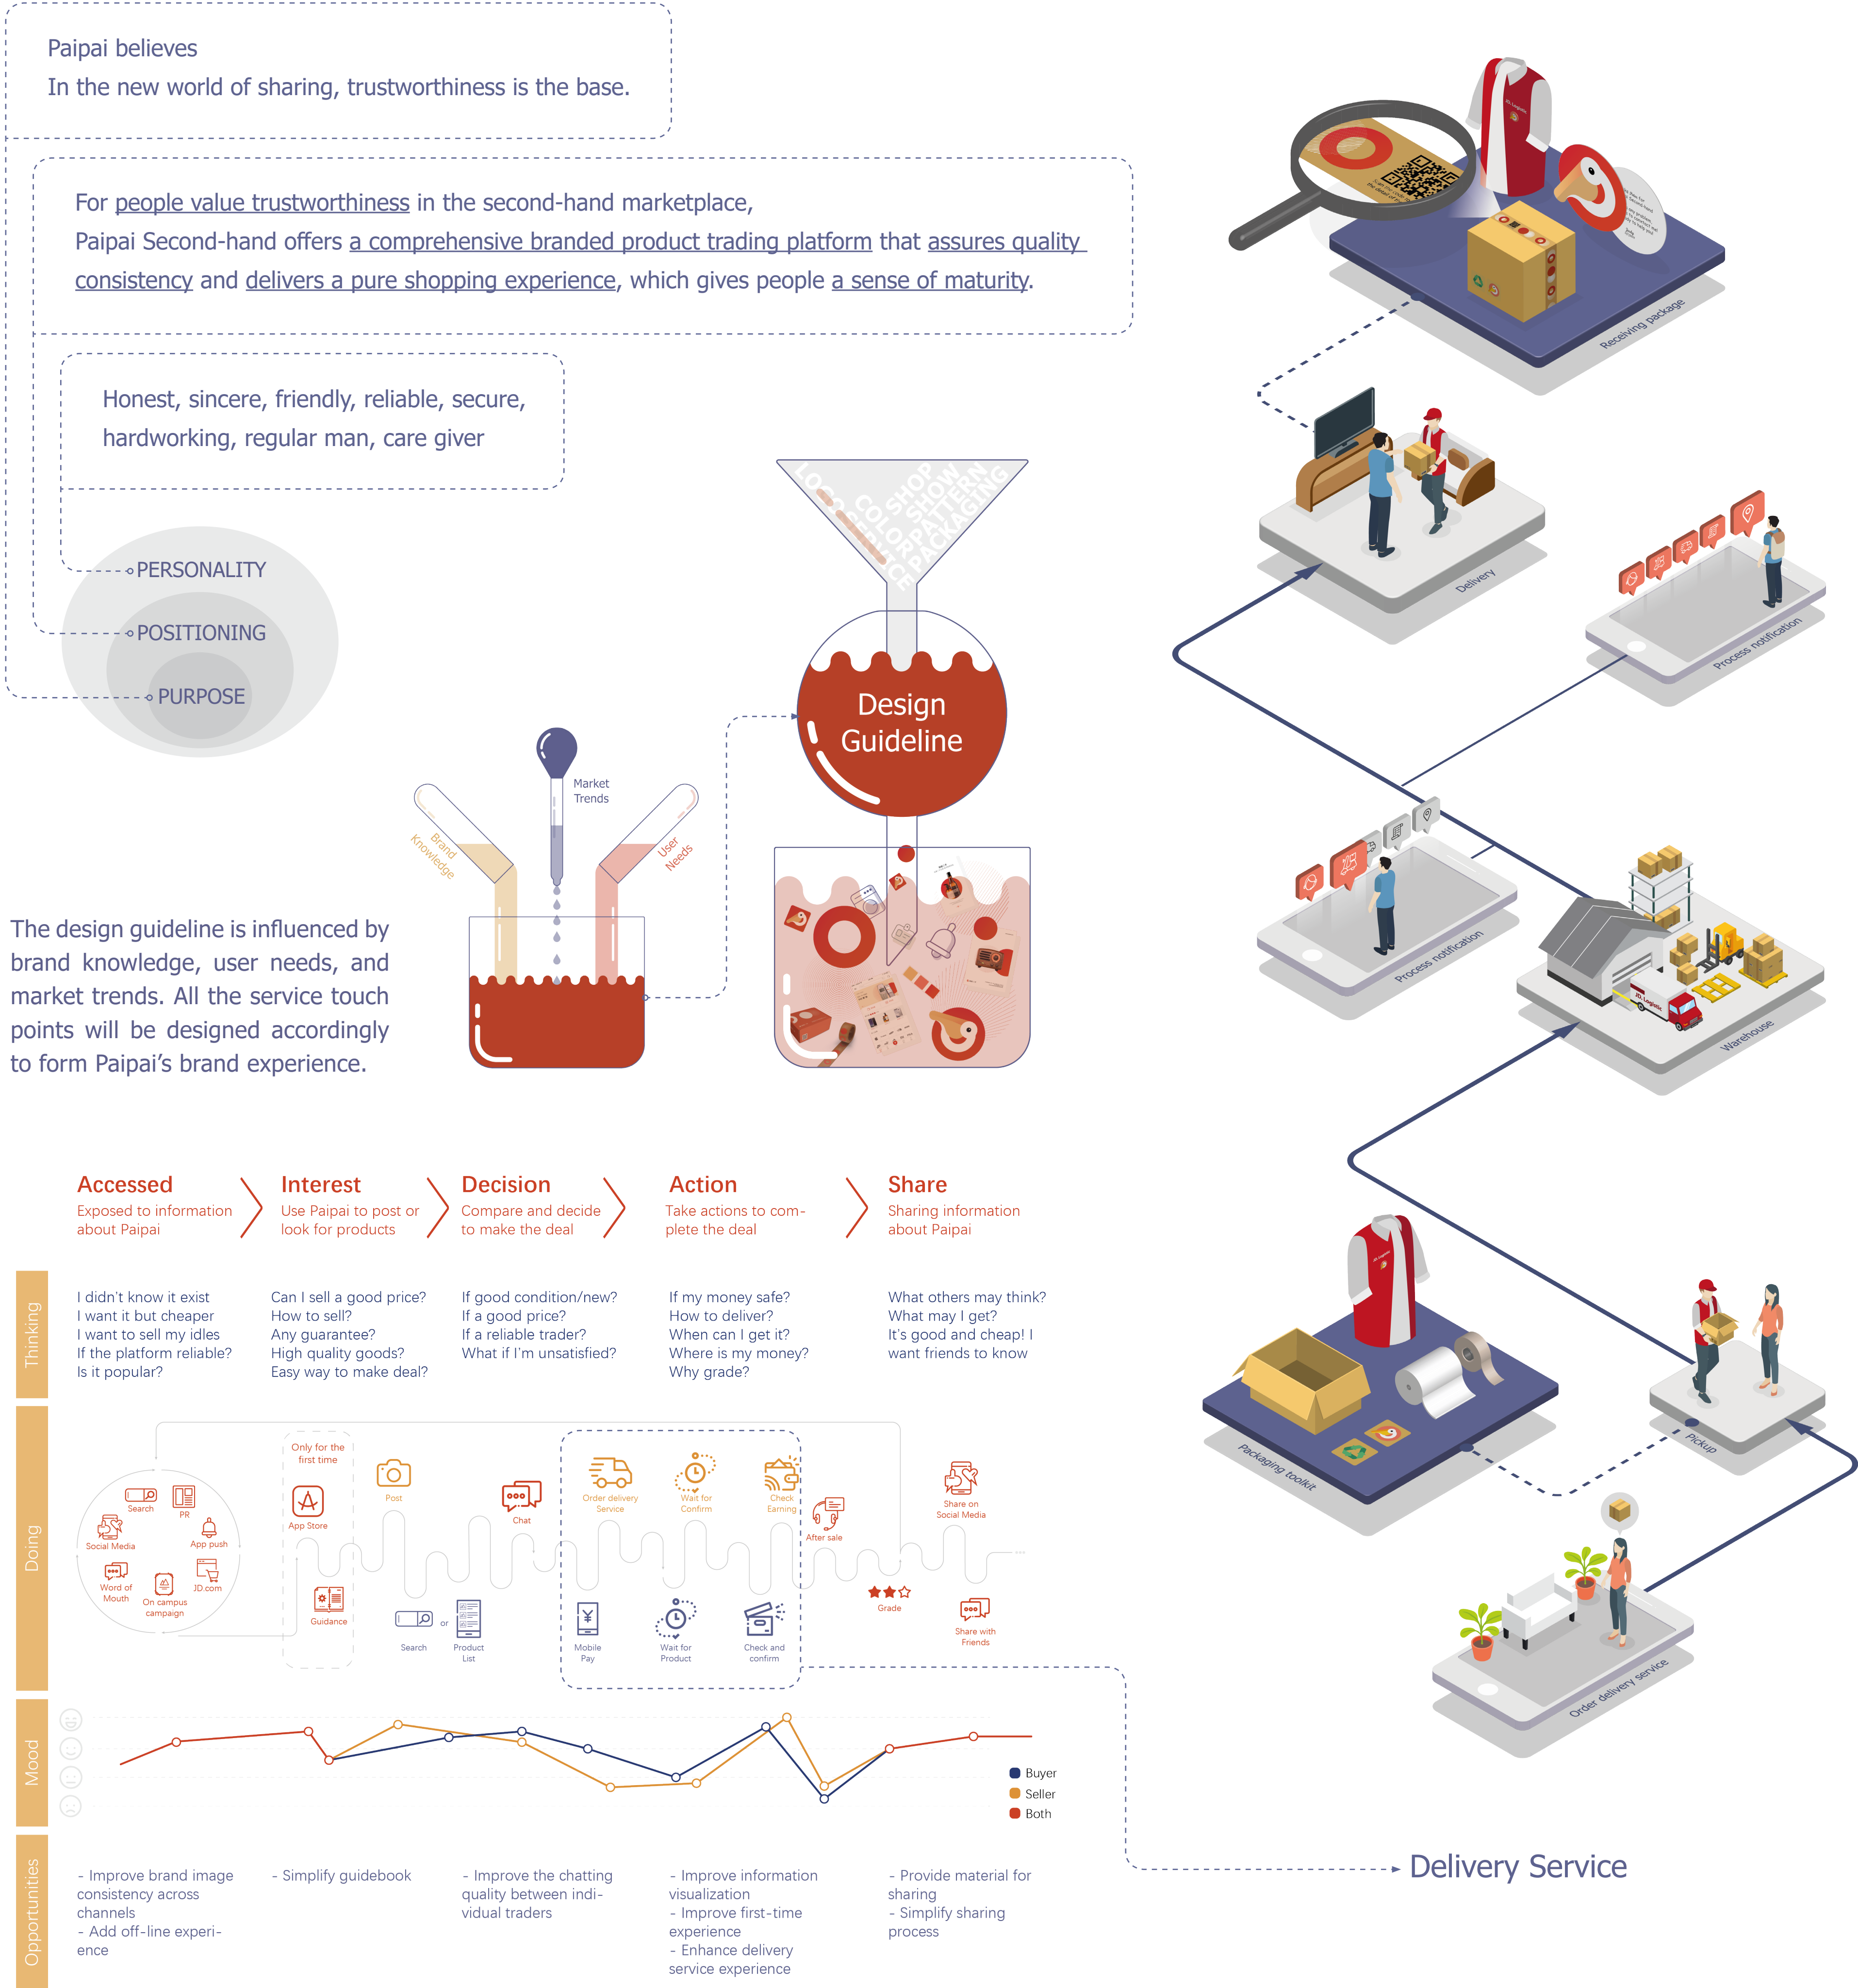 Paipai believes
In the new world of sharing, trustworthiness is the base.
For people value trustworthiness in the second-hand marketplace,
Paipai Second-hand offers a comprehensive branded product trading platform that assures quality
consistency and delivers a pure shopping experience, which gives people a sense of maturity.
Honest, sincere, friendly, reliable, secure,
hardworking, regular man, care giver
PERSONALITY
POSITIONING
PURPOSE
LOGO
SERVICE
COLOR
SHOP
SHOW
PATTERN
PACKAGING
Design
Guideline
Market
Trends
Brand
Knowledge
User
Needs
The design guideline is influenced by
brand knowledge, user needs, and
market trends. All the service touch
points will be designed accordingly
to form Paipai’s brand experience.
Accessed
Exposed to information
about Paipai
Interest
Use Paipai to post or
look for products
Decision
Compare and decide
to make the deal
Action
Take actions to com-
plete the deal
Share
Sharing information
about Paipai
Thinking
I didn't know it exist
I want it but cheaper
I want to sell my idles
If the platform reliable?
Is it popular?
Can I sell a good price?
How to sell?
Any guarantee?
High quality goods?
Easy way to make deal?
If good condition/new?
If a good price?
If a reliable trader?
What if I'm unsatisfied?
If my money safe?
How to deliver?
When can I get it?
Where is my money?
Why grade?
What others may think?
What may I get?
It's good and cheap! I
want friends to know
Doing
Search
PR
Social Media
App push
Word of
Mouth
On campus
campaign
JD.com
Only for the
first time
App Store
Guidance
Post
Search
or
Product
List
Chat
Order delivery
Service
Wait for
Confirm
Check
Earning
Mobile
Pay
Wait for
Product
Check and
confirm
After sale
Grade
Share on
Social Media
Share with
Friends
Mood
Buyer
Seller
Both
Opportunities
- Improve brand image
consistency across
channels
- Add off-line experi-
ence
- Simplify guidebook
- Improve the chatting
quality between indi-
vidual traders
- Improve information
visualization
- Improve first-time
experience
- Enhance delivery
service experience
- Provide material for
sharing
- Simplify sharing
process
Delivery Service
JD. Logistic
Receiving package
Delivery
Process notification
Process notification
JD. Logistic
Warehouse
JD. Logistic
Packaging toolkit
Pickup
Order delivery service